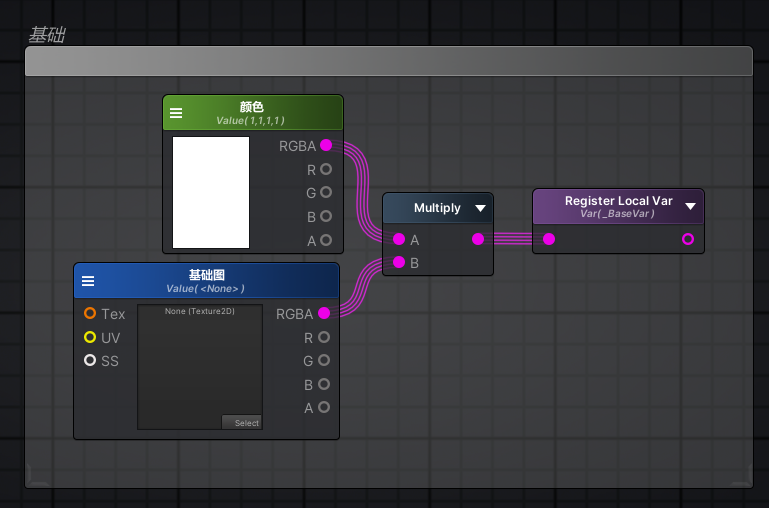 基础
颜色
Value( 1,1,1,1 )
RGBA
R
G
B
A
Multiply
A
B
Register Local Var
Var( _BaseVar )
基础图
Value( <None> )
Tex
UV
SS
None (Texture2D)
Select
RGBA
R
G
B
A